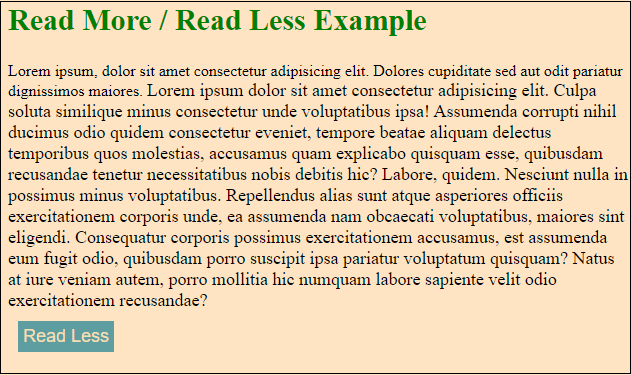 Read More / Read Less Example
Lorem ipsum, dolor sit amet consectetur adipisicing elit. Dolores cupiditate sed aut odit pariatur
dignissimos maiores. Lorem ipsum dolor sit amet consectetur adipisicing elit. Culpa
soluta similique minus consectetur unde voluptatibus ipsa! Assumenda corrupti nihil
ducimus odio quidem consectetur eveniet, tempore beatae aliquam delectus
temporibus quos molestias, accusamus quam explicabo quisquam esse, quibusdam
recusandae tenetur necessitatibus nobis debitis hic? Labore, quidem. Nesciunt nulla in
possimus minus voluptatibus. Repellendus alias sunt atque asperiores officiis
exercitationem corporis unde, ea assumenda nam obcaecati voluptatibus, maiores sint
eligendi. Consequatur corporis possimus exercitationem accusamus, est assumenda
eum fugit odio, quibusdam porro suscipit ipsa pariatur voluptatum quisquam? Natus
at iure veniam autem, porro mollitia hic numquam labore sapiente velit odio
exercitationem recusandae?
Read Less